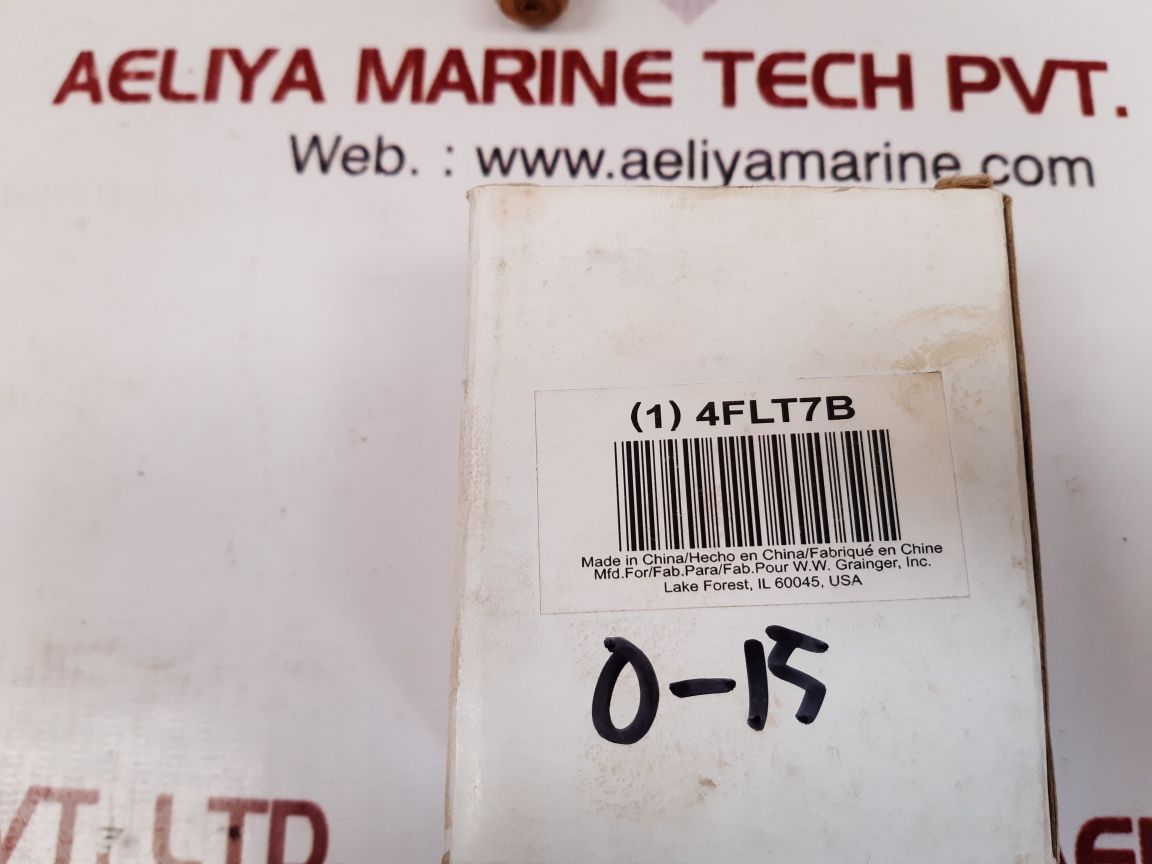 AELIYA MARINE TECH PVT.
Web. : www.aeliyamarine.com
(1) 4FLT7B
Made in China/Hecho en China/Fabriqué en Chine
Mfd.For/Fab.Para/Fab.Pour W.W. Grainger, Inc.
Lake Forest, IL 60045, USA
0-15
VT. LTD
AE